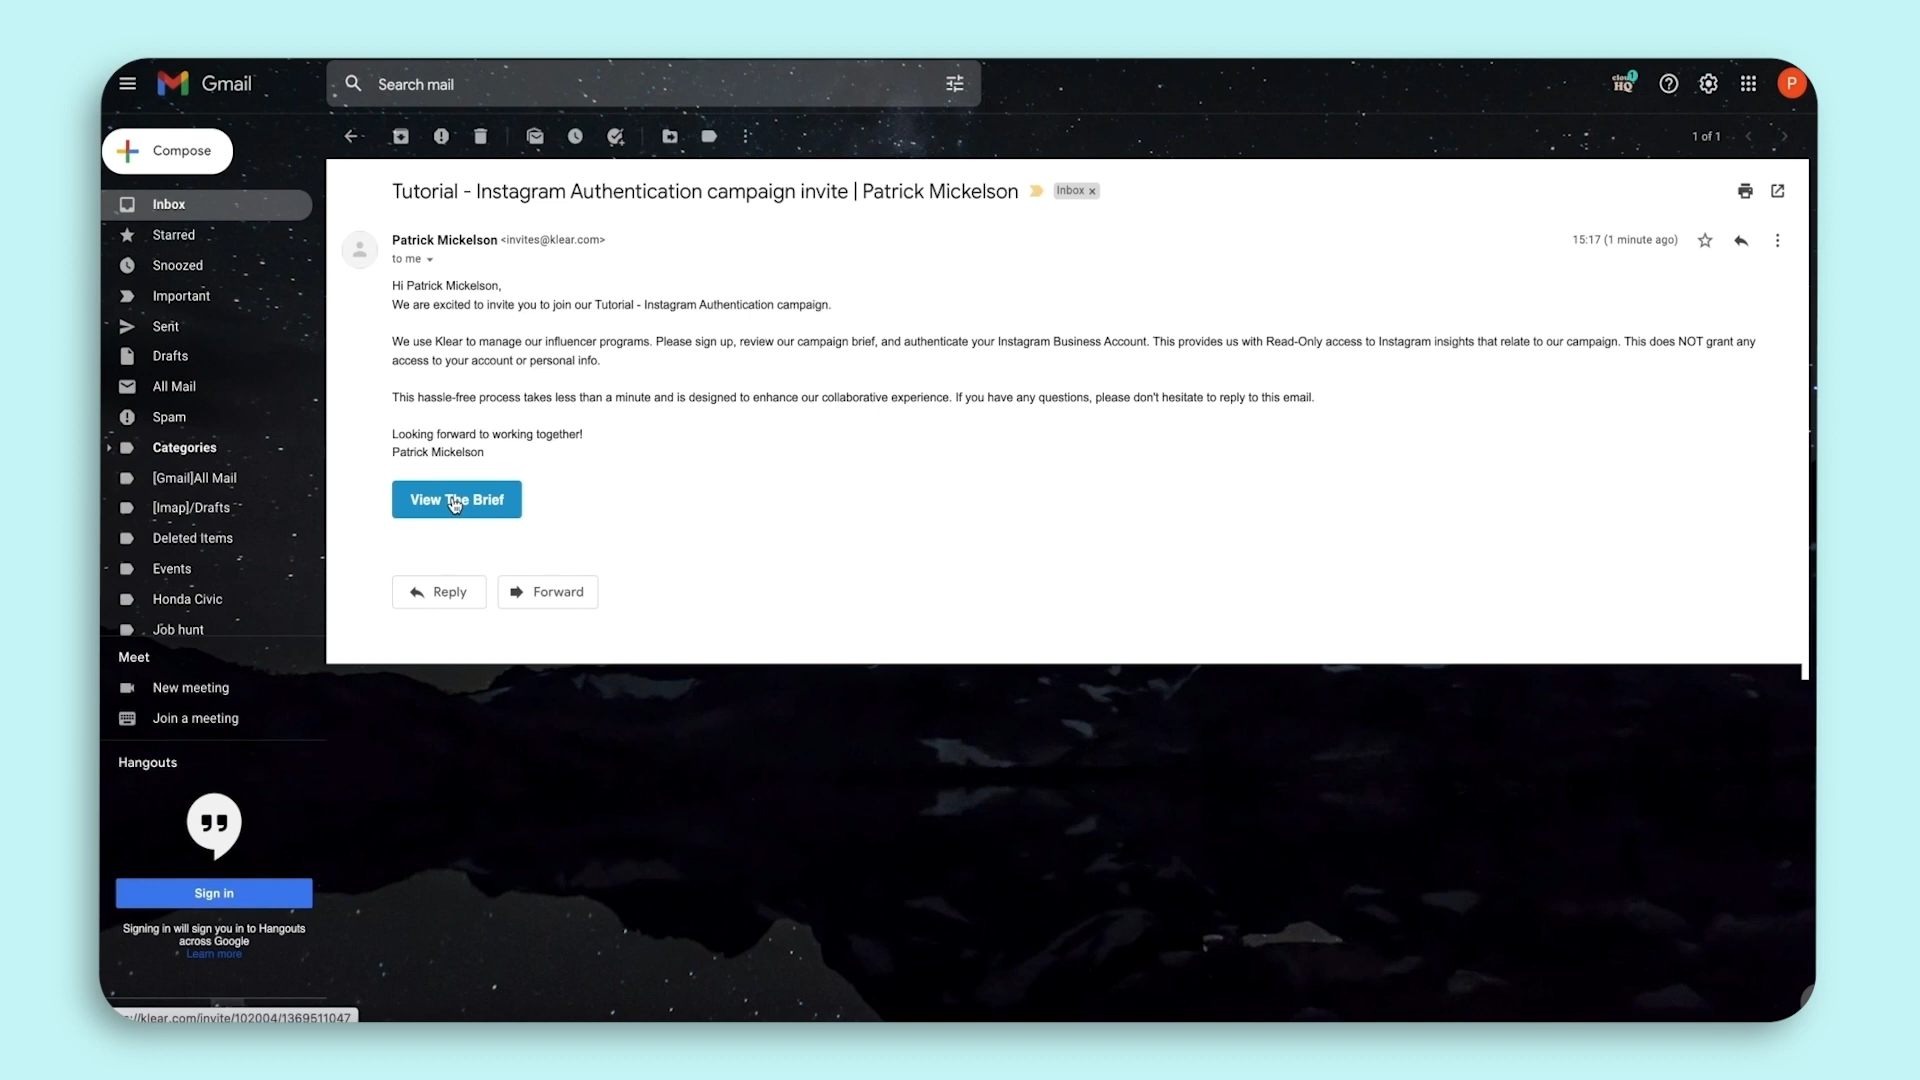 Gmail
Search mail
cloud HQ 1
P
Compose
1 of 1
Inbox
Starred
Snoozed
Important
Sent
Drafts
All Mail
Spam
Categories
[Gmail]All Mail
[Imap]/Drafts
Deleted Items
Events
Honda Civic
Job hunt
Meet
New meeting
Join a meeting
Hangouts
Sign in
Signing in will sign you in to Hangouts
across Google
Learn more
://klear.com/invite/102004/1369511047
Tutorial - Instagram Authentication campaign invite | Patrick Mickelson
Inbox x
Patrick Mickelson <invites@klear.com>
15:17 (1 minute ago)
to me
Hi Patrick Mickelson,
We are excited to invite you to join our Tutorial - Instagram Authentication campaign.
We use Klear to manage our influencer programs. Please sign up, review our campaign brief, and authenticate your Instagram Business Account. This provides us with Read-Only access to Instagram insights that relate to our campaign. This does NOT grant any
access to your account or personal info.
This hassle-free process takes less than a minute and is designed to enhance our collaborative experience. If you have any questions, please don't hesitate to reply to this email.
Looking forward to working together!
Patrick Mickelson
View The Brief
Reply
Forward